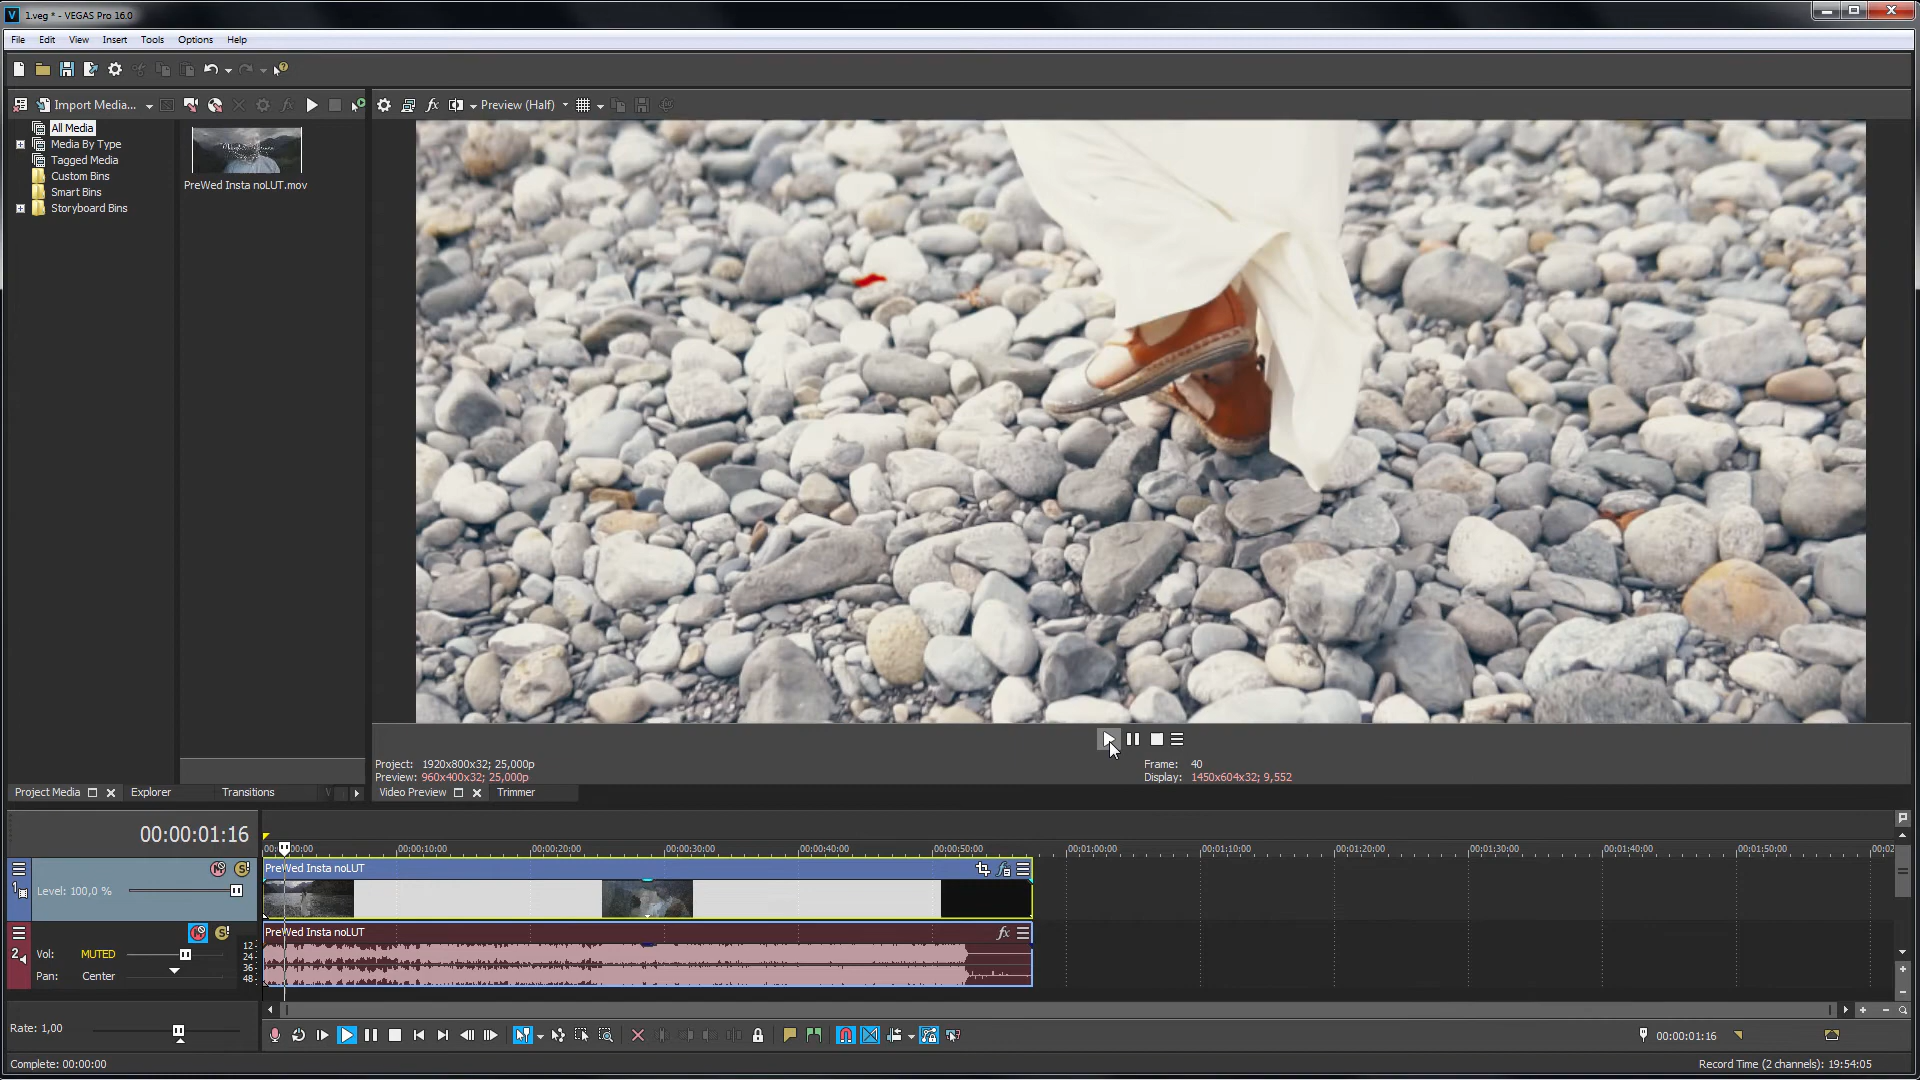 1.veg * - VEGAS Pro 16.0
File Edit View Insert Tools Options Help
Import Media...
Preview (Half)
All Media
Media By Type
Tagged Media
Custom Bins
Smart Bins
Storyboard Bins
PreWed Insta noLUT.mov
Project: 1920x800x32; 25,000p
Preview: 960x400x32; 25,000p
Frame: 40
Display: 1450x604x32; 9,552
Project Media Explorer Transitions
Video Preview Trimmer
00:00:01:16
00:00:10:00 00:00:20:00 00:00:30:00 00:00:40:00 00:00:50:00 00:01:00:00 00:01:10:00 00:01:20:00 00:01:30:00 00:01:40:00 00:01:50:00
1
Level: 100,0 %
PreWed Insta noLUT
2
Vol: MUTED
Pan: Center
12
24
36
48
PreWed Insta noLUT
Rate: 1,00
00:00:01:16
Complete: 00:00:00
Record Time (2 channels): 19:54:05